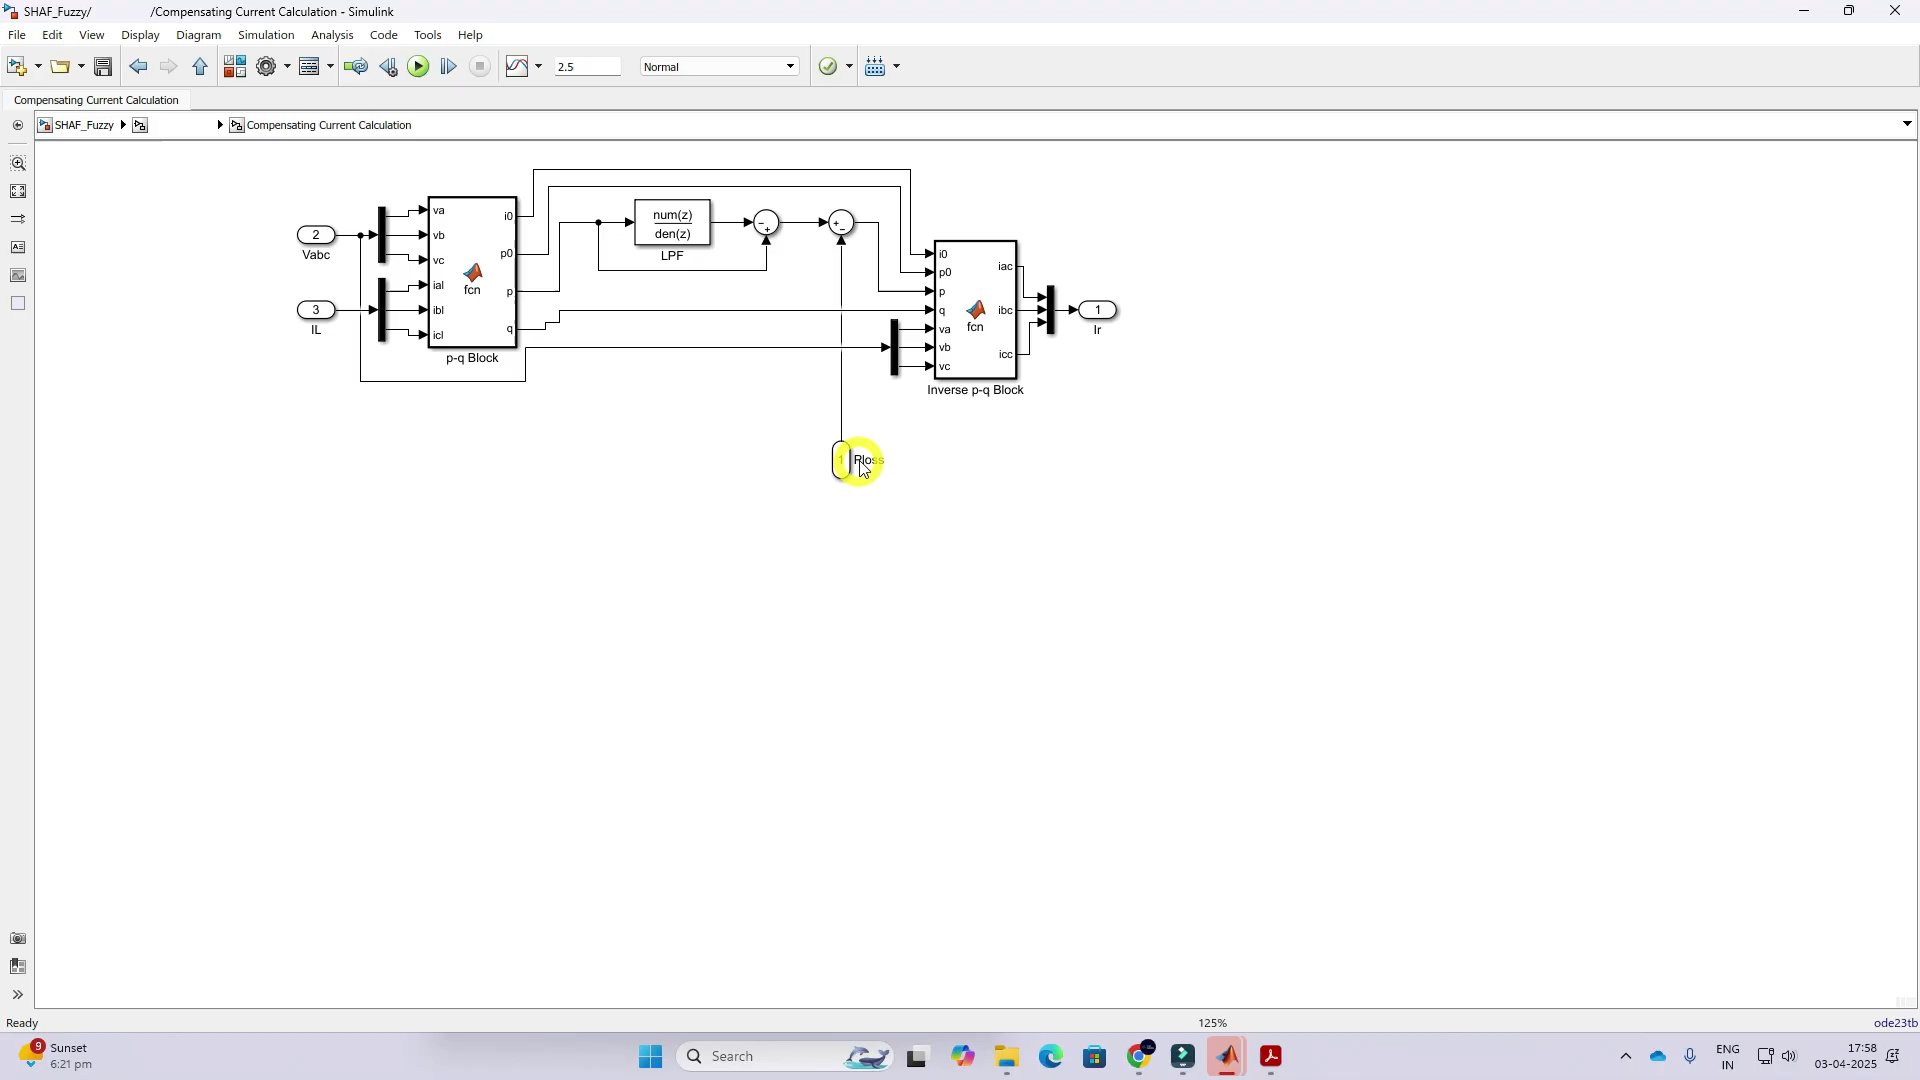 SHAF_Fuzzy/ /Compensating Current Calculation - Simulink
File Edit View Display Diagram Simulation Analysis Code Tools Help
2.5 Normal
Compensating Current Calculation
SHAF_Fuzzy Compensating Current Calculation
2
Vabc
3
IL
va
vb
vc
ial
ibl
icl
fcn
i0
p0
p
q
p-q Block
num(z)
den(z)
LPF
i0
p0
p
q
va
vb
vc
fcn
iac
ibc
icc
Inverse p-q Block
1
Ir
1 Ploss
Ready 125% ode23tb
9
Sunset
6:21 pm
Search
ENG
IN
17:58
03-04-2025